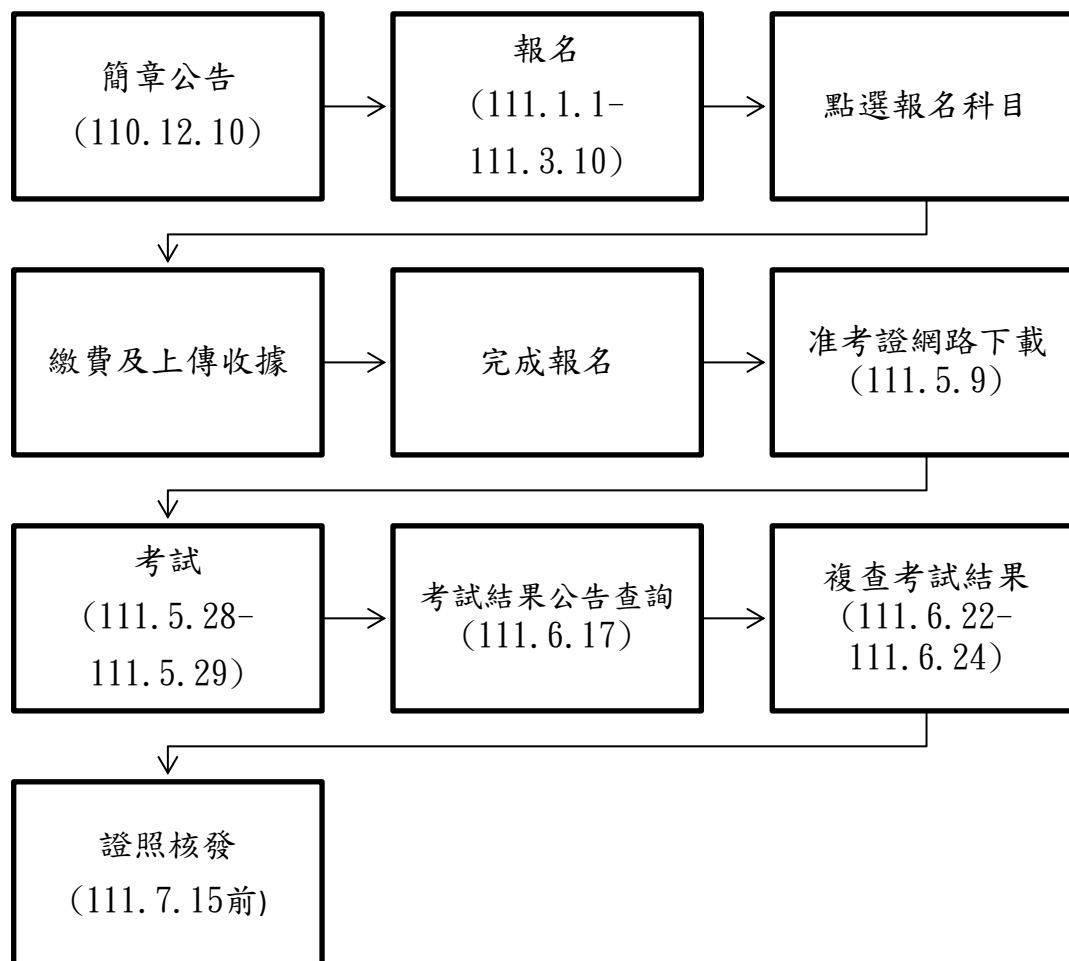 簡章公告
(110.12.10)
報名
(111.1.1-
111.3.10)
點選報名科目
繳費及上傳收據
完成報名
准考證網路下載
(111.5.9)
考試
(111.5.28-
111.5.29)
考試結果公告查詢
(111.6.17)
複查考試結果
(111.6.22-
111.6.24)
證照核發
(111.7.15前)